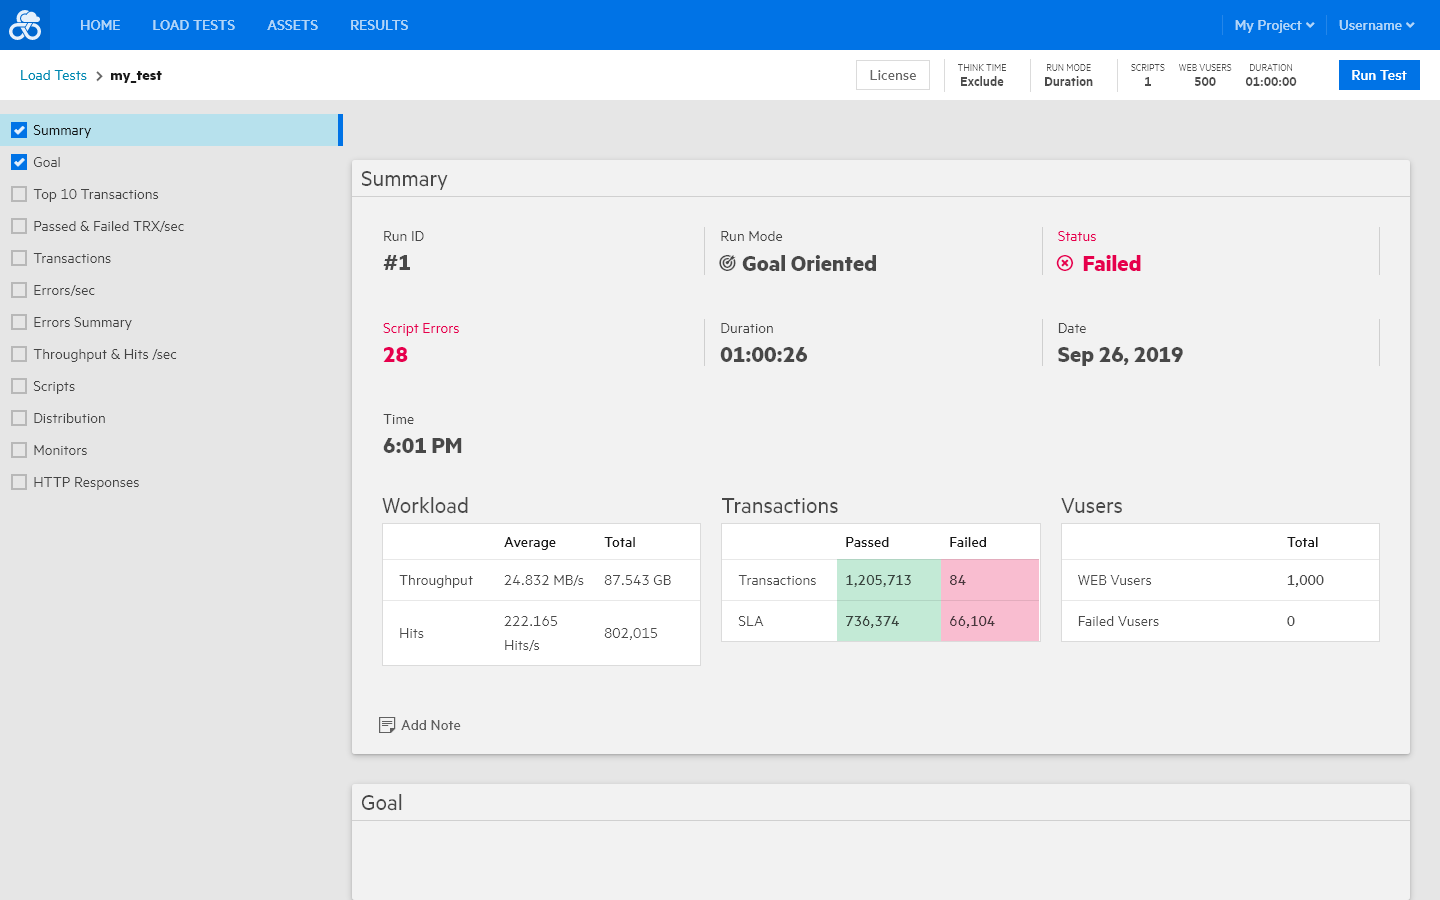 HOME LOAD TESTS ASSETS RESULTS My Project Username
Load Tests > my_test License THINK TIME Exclude RUN MODE Duration SCRIPTS 1 WEB VUSERS 500 DURATION 01:00:00 Run Test
Summary
Goal
Top 10 Transactions
Passed & Failed TRX/sec
Transactions
Errors/sec
Errors Summary
Throughput & Hits /sec
Scripts
Distribution
Monitors
HTTP Responses
Summary
Run ID
#1
Run Mode
Goal Oriented
Status
Failed
Script Errors
28
Duration
01:00:26
Date
Sep 26, 2019
Time
6:01 PM
Workload
Average Total
Throughput 24.832 MB/s 87.543 GB
Hits 222.165 Hits/s 802,015
Transactions
Passed Failed
Transactions 1,205,713 84
SLA 736,374 66,104
Vusers
Total
WEB Vusers 1,000
Failed Vusers 0
Add Note
Goal